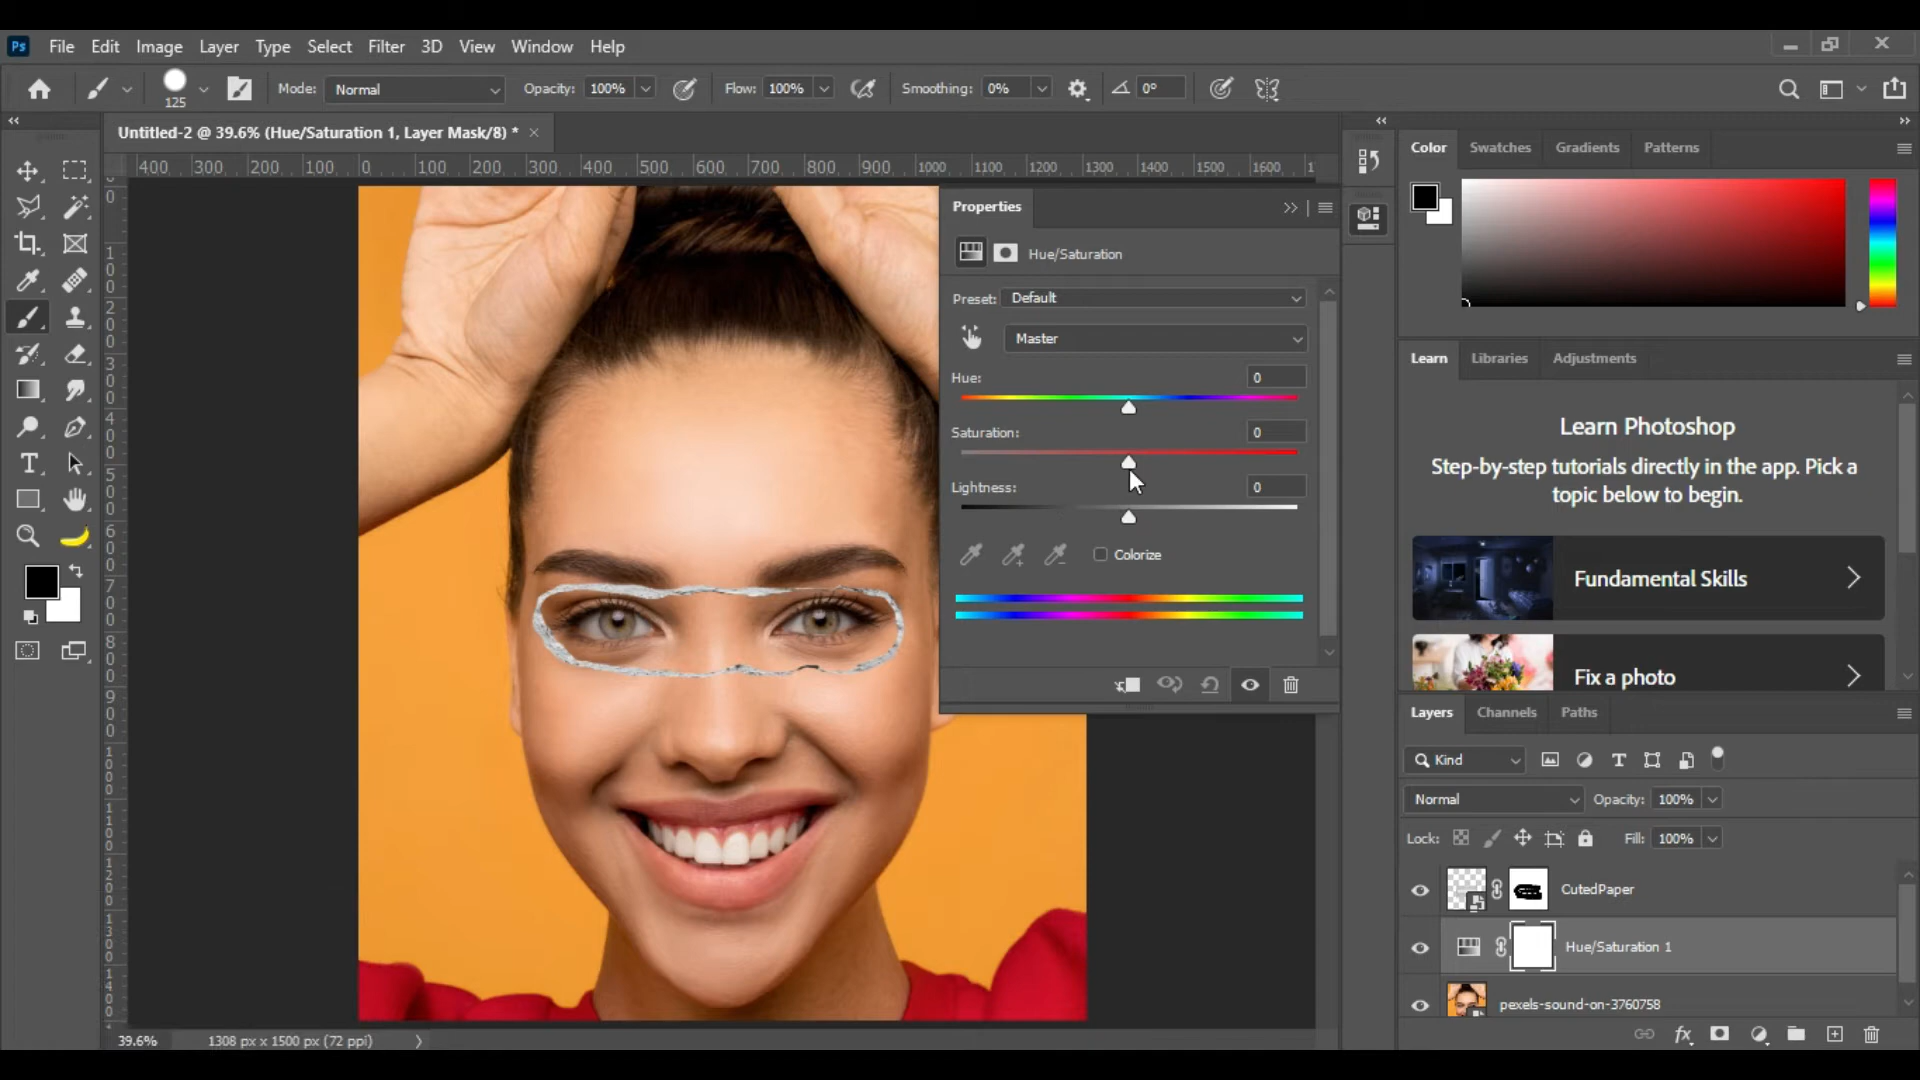 Ps File Edit Image Layer Type Select Filter 3D View Window Help
125 Mode: Normal Opacity: 100% Flow: 100% Smoothing: 0% 0°
Untitled-2 @ 39.6% (Hue/Saturation 1, Layer Mask/8) *
400 300 200 100 0 100 200 300 400 500 600 700 800 900 1000 1100 1200 1300 1400 1500 1600
Properties
Hue/Saturation
Preset: Default
Master
Hue: 0
Saturation: 0
Lightness: 0
Colorize
Color Swatches Gradients Patterns
Learn Libraries Adjustments
Learn Photoshop
Step-by-step tutorials directly in the app. Pick a
topic below to begin.
Fundamental Skills
Fix a photo
Layers Channels Paths
Kind
Normal Opacity: 100%
Lock: Fill: 100%
CutedPaper
Hue/Saturation 1
pexels-sound-on-3760758
39.6% 1308 px x 1500 px (72 ppi)